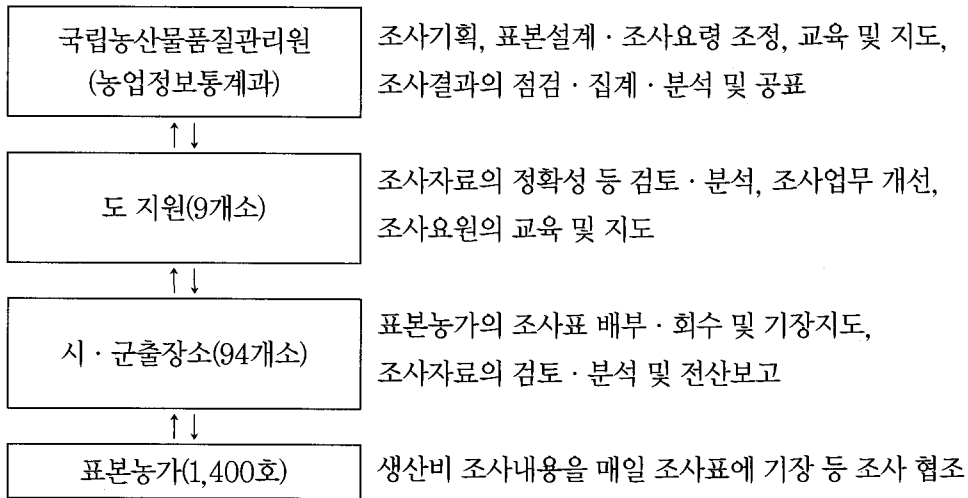 국립농산물품질관리원
(농업정보통계과)
조사기획, 표본설계 · 조사요령 조정, 교육 및 지도,
조사결과의 점검 · 집계 · 분석 및 공표
↑↓
도 지원(9개소)
조사자료의 정확성 등 검토 · 분석, 조사업무 개선,
조사요원의 교육 및 지도
↑↓
시 · 군출장소(94개소)
표본농가의 조사표 배부 · 회수 및 기장지도,
조사자료의 검토 · 분석 및 전산보고
↑↓
표본농가(1,400호)
생산비 조사내용을 매일 조사표에 기장 등 조사 협조